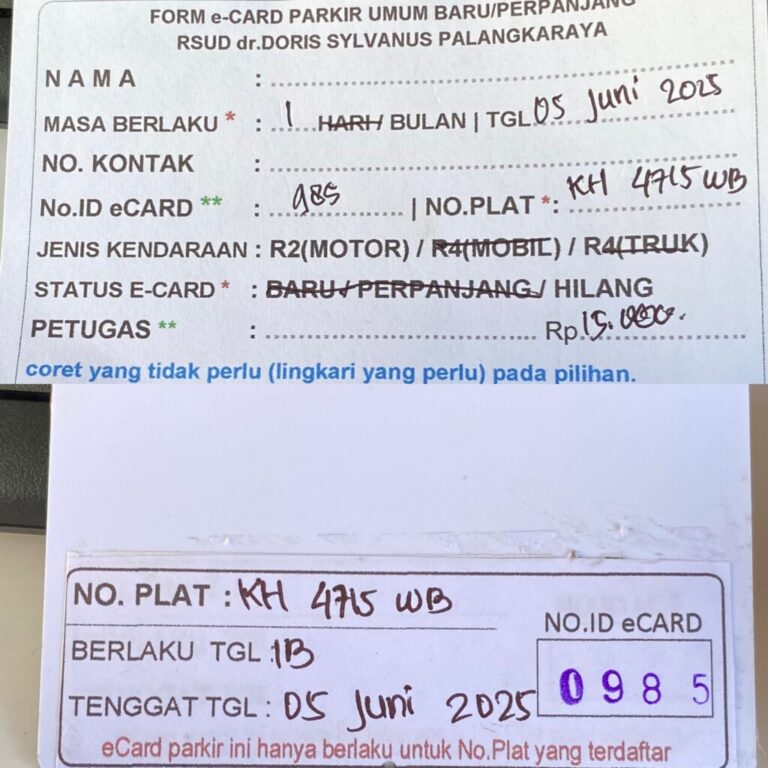 FORM e-CARD PARKIR UMUM BARU/PERPANJANG
RSUD dr.DORIS SYLVANUS PALANGKARAYA
NAMA :
MASA BERLAKU * : 1 HARI / BULAN | TGL 05 Juni 2025
NO. KONTAK :
No.ID eCARD ** : 985 | NO.PLAT *: KH 4715 WB
JENIS KENDARAAN : R2(MOTOR) / R4(MOBIL) / R4(TRUK)
STATUS E-CARD * : BARU / PERPANJANG / HILANG
PETUGAS ** : Rp. 15.000.
coret yang tidak perlu (lingkari yang perlu) pada pilihan.
NO. PLAT : KH 4715 WB
NO.ID eCARD
BERLAKU TGL : 1B
0985
TENGGAT TGL : 05 Juni 2025
eCard parkir ini hanya berlaku untuk No.Plat yang terdaftar